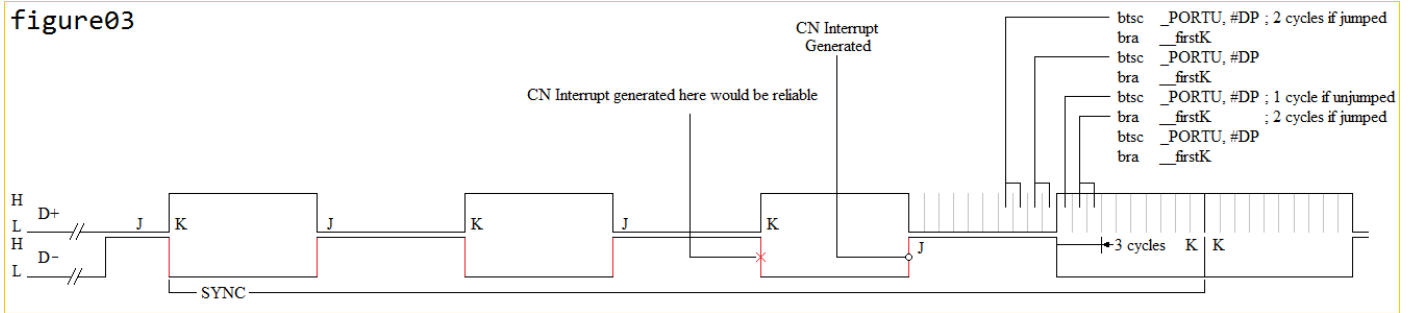 figure03
btsc _PORTU, #DP ; 2 cycles if jumped
bra __firstK
btsc _PORTU, #DP
bra __firstK
btsc _PORTU, #DP ; 1 cycle if unjumped
bra __firstK ; 2 cycles if jumped
btsc _PORTU, #DP
bra __firstK
CN Interrupt
Generated
CN Interrupt generated here would be reliable
H
L D+
J K J K J K
H
L D−
J
3 cycles K K
SYNC